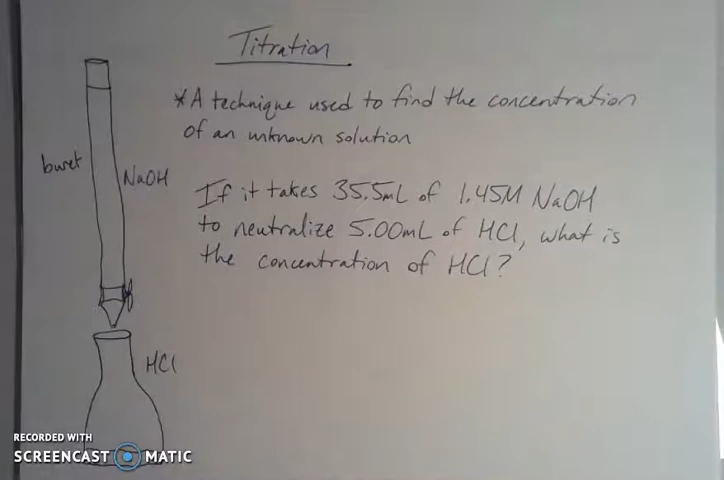 Titration
*A technique used to find the concentration
of an unknown solution
buret
NaOH
If it takes 35.5mL of 1.45M NaOH
to neutralize 5.00mL of HCl, what is
the concentration of HCl?
HCl
RECORDED WITH
SCREENCAST MATIC